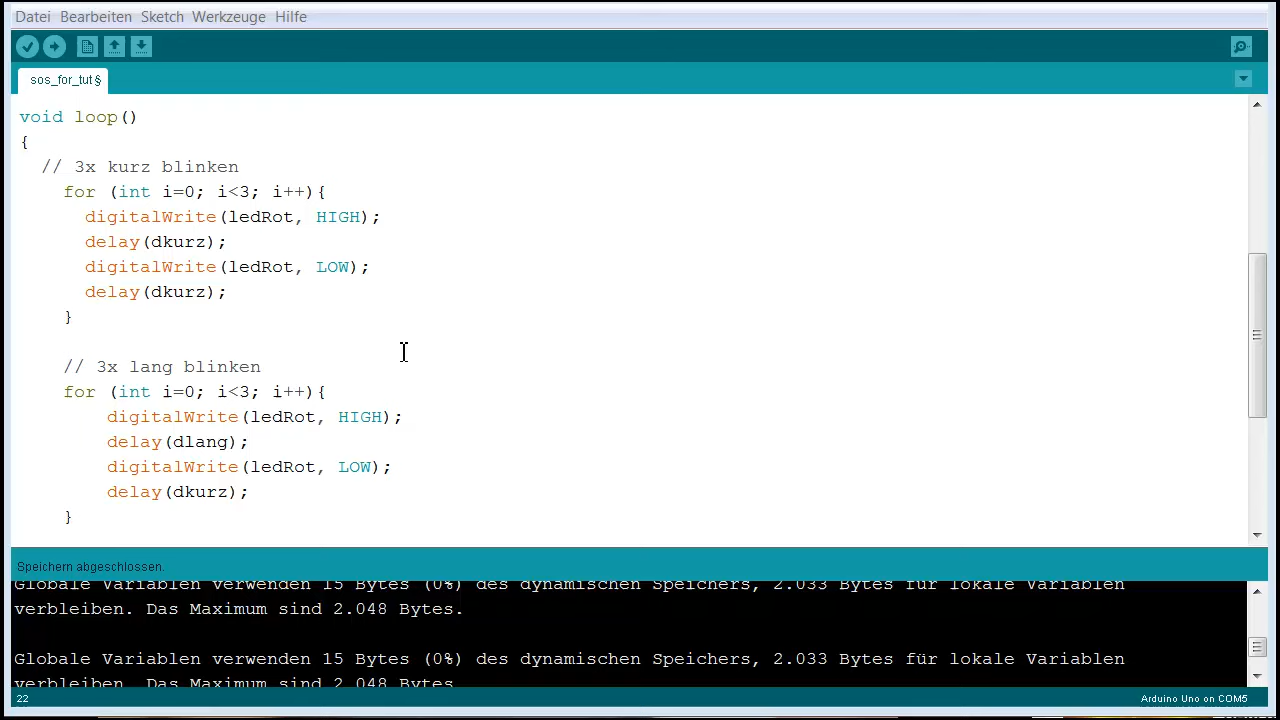 Datei Bearbeiten Sketch Werkzeuge Hilfe
sos_for_tut§
void loop()
{
// 3x kurz blinken
for (int i=0; i<3; i++){
digitalWrite(ledRot, HIGH);
delay(dkurz);
digitalWrite(ledRot, LOW);
delay(dkurz);
}
// 3x lang blinken
for (int i=0; i<3; i++){
digitalWrite(ledRot, HIGH);
delay(dlang);
digitalWrite(ledRot, LOW);
delay(dkurz);
}
Speichern abgeschlossen.
Globale Variablen verwenden 15 Bytes (0%) des dynamischen Speichers, 2.033 Bytes für lokale Variablen
verbleiben. Das Maximum sind 2.048 Bytes.
Globale Variablen verwenden 15 Bytes (0%) des dynamischen Speichers, 2.033 Bytes für lokale Variablen
verbleiben. Das Maximum sind 2.048 Bytes
22
Arduino Uno on COM5